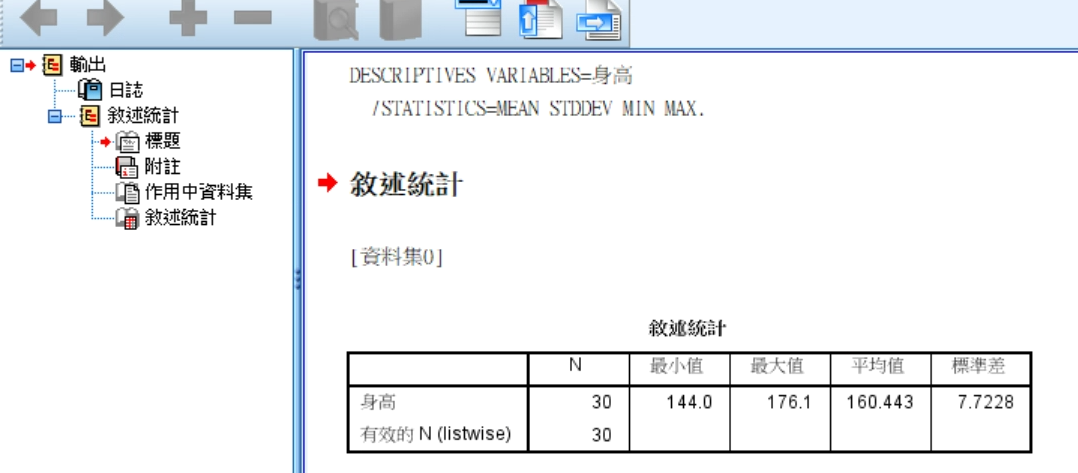 輸出
日誌
敘述統計
標題
附註
作用中資料集
敘述統計
DESCRIPTIVES VARIABLES=身高
/STATISTICS=MEAN STDDEV MIN MAX.
敘述統計
[資料集0]
敘述統計
N 最小值 最大值 平均值 標準差
身高 30 144.0 176.1 160.443 7.7228
有效的 N (listwise) 30